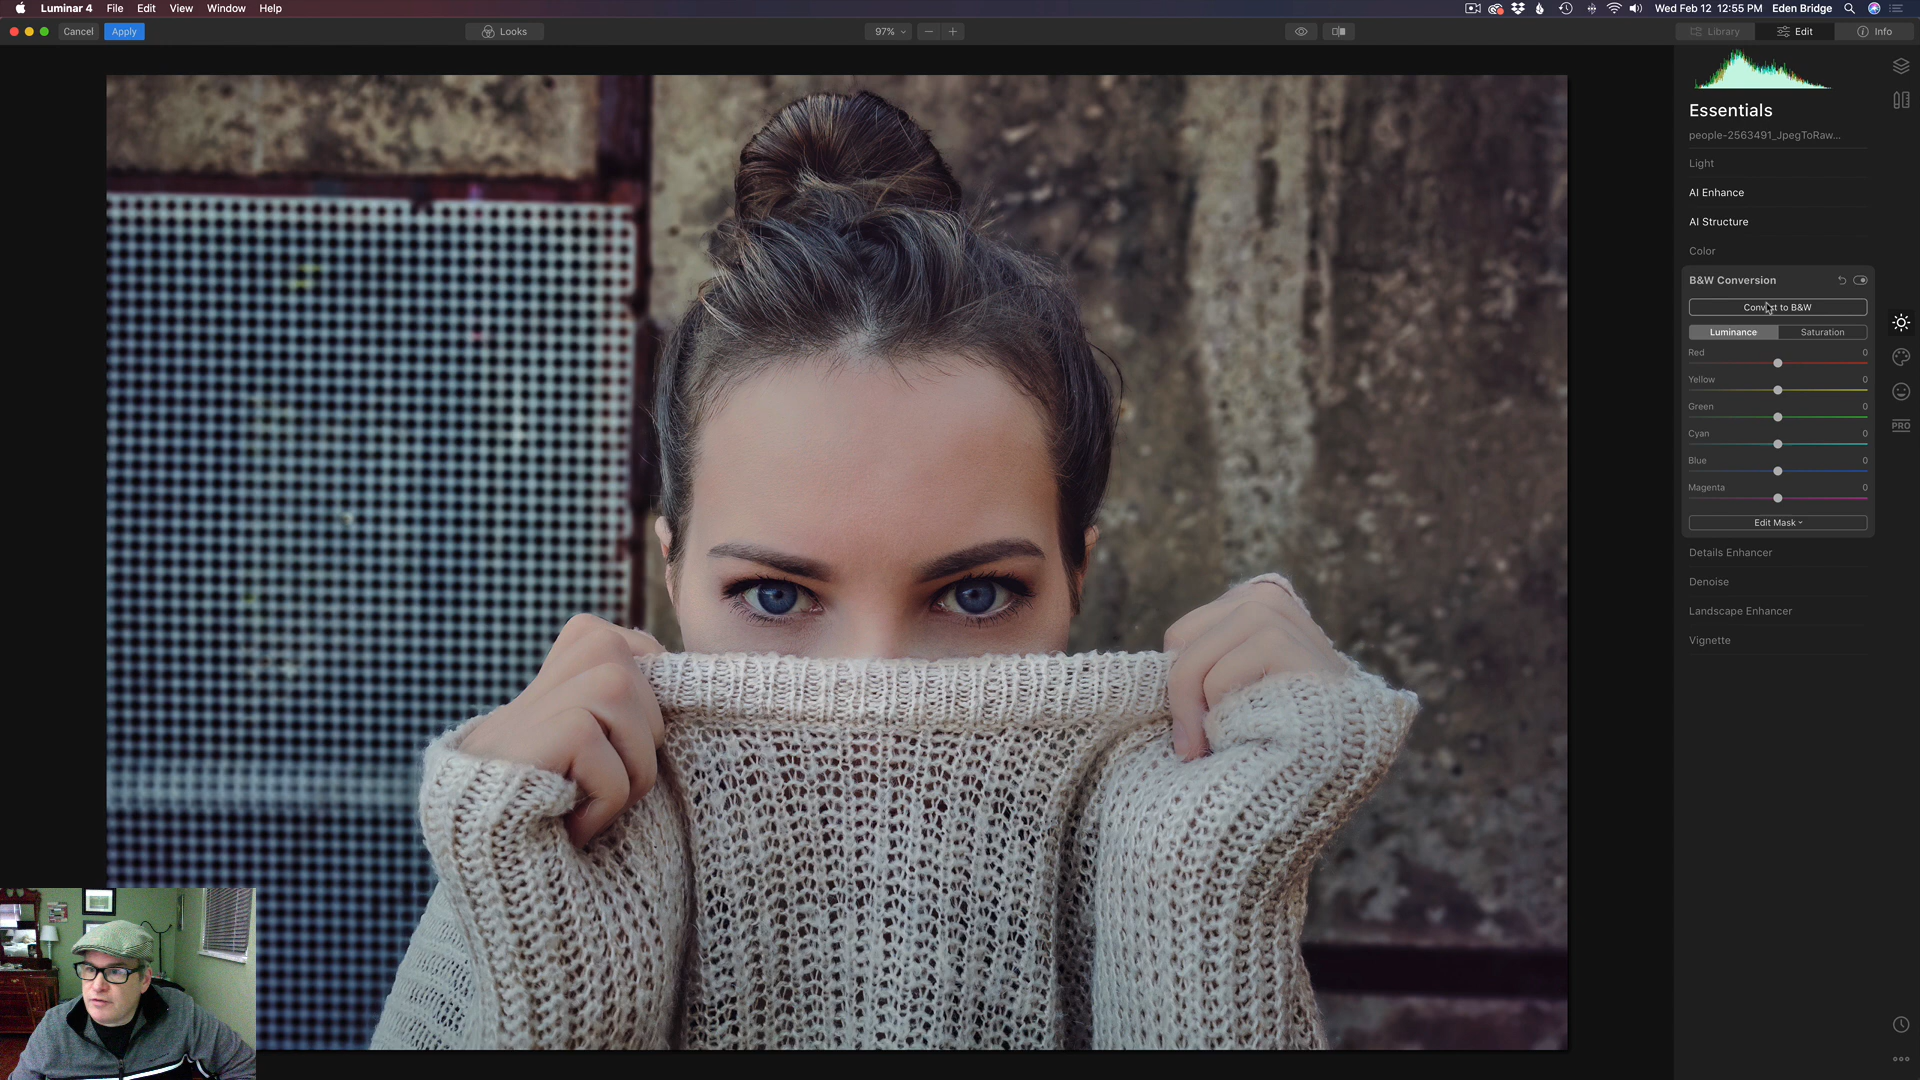 Luminar 4 File Edit View Window Help Wed Feb 12 12:55 PM Eden Bridge
Cancel Apply Looks 97% Library Edit Info
Essentials
people-2563491_JpegToRaw...
Light
AI Enhance
AI Structure
Color
B&W Conversion
Convert to B&W
Luminance Saturation
Red 0
Yellow 0
Green 0
Cyan 0
Blue 0
Magenta 0
PRO
Edit Mask
Details Enhancer
Denoise
Landscape Enhancer
Vignette